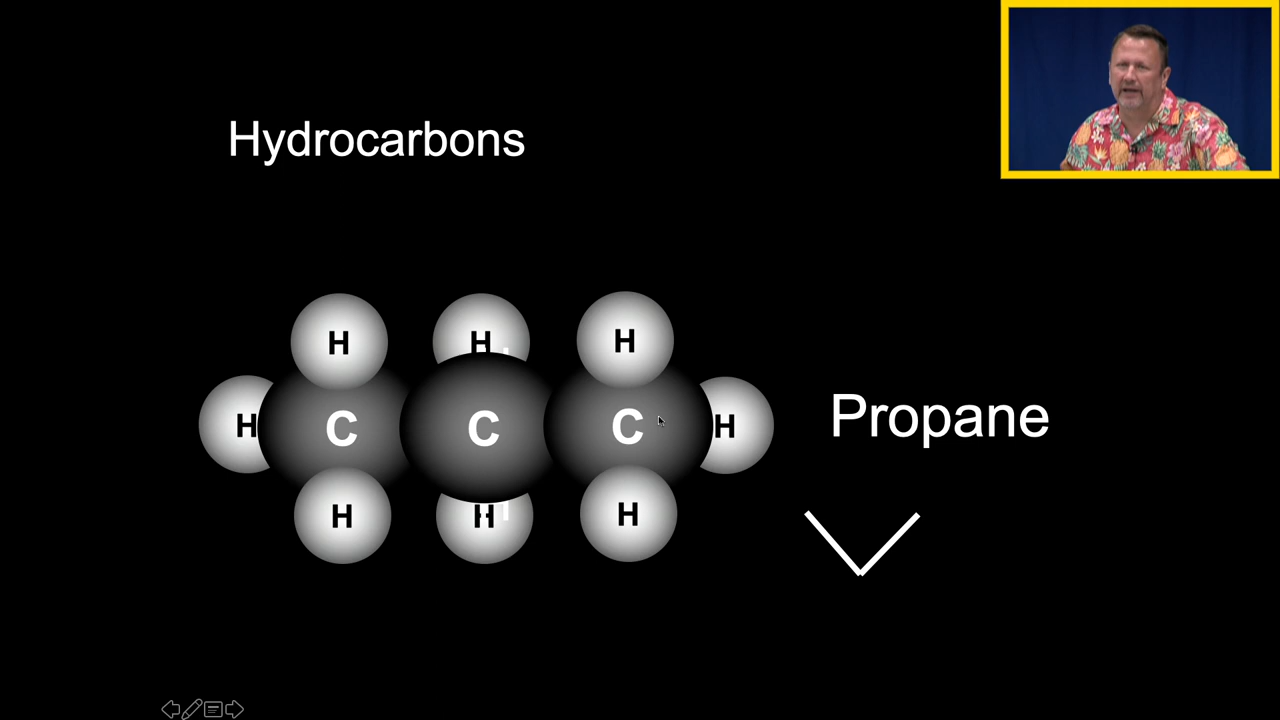 Hydrocarbons
H H H
H C C C H
H H H
Propane